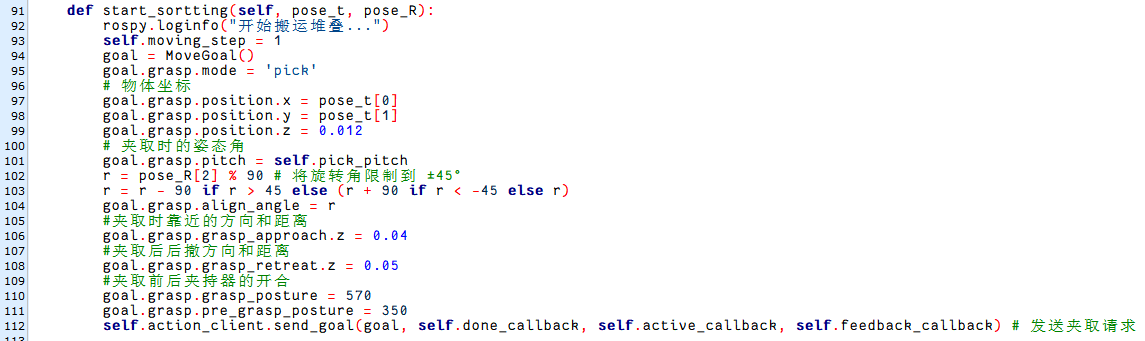 91 def start_sortting(self, pose_t, pose_R):
92 rospy.loginfo("开始搬运堆叠...")
93 self.moving_step = 1
94 goal = MoveGoal()
95 goal.grasp.mode = 'pick'
96 # 物体坐标
97 goal.grasp.position.x = pose_t[0]
98 goal.grasp.position.y = pose_t[1]
99 goal.grasp.position.z = 0.012
100 # 夹取时的姿态角
101 goal.grasp.pitch = self.pick_pitch
102 r = pose_R[2] % 90 # 将旋转角限制到 ±45°
103 r = r - 90 if r > 45 else (r + 90 if r < -45 else r)
104 goal.grasp.align_angle = r
105 #夹取时靠近的方向和距离
106 goal.grasp.grasp_approach.z = 0.04
107 #夹取后后撤方向和距离
108 goal.grasp.grasp_retreat.z = 0.05
109 #夹取前后夹持器的开合
110 goal.grasp.grasp_posture = 570
111 goal.grasp.pre_grasp_posture = 350
112 self.action_client.send_goal(goal, self.done_callback, self.active_callback, self.feedback_callback) # 发送夹取请求